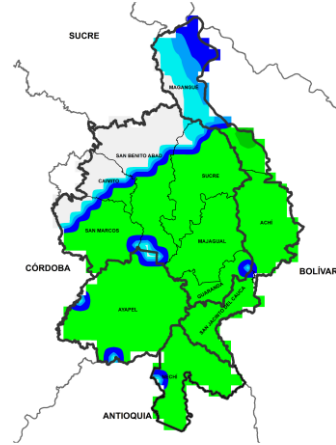 SUCRE
MAGANGUÉ
SAN BENITO ABAD
CAIMITO
SUCRE
SAN MARCOS
ACHÍ
MAJAGUAL
CÓRDOBA
BOLÍVAR
GUARANDA
SAN JACINTO DEL CAUCA
AYAPEL
ANTIOQUIA